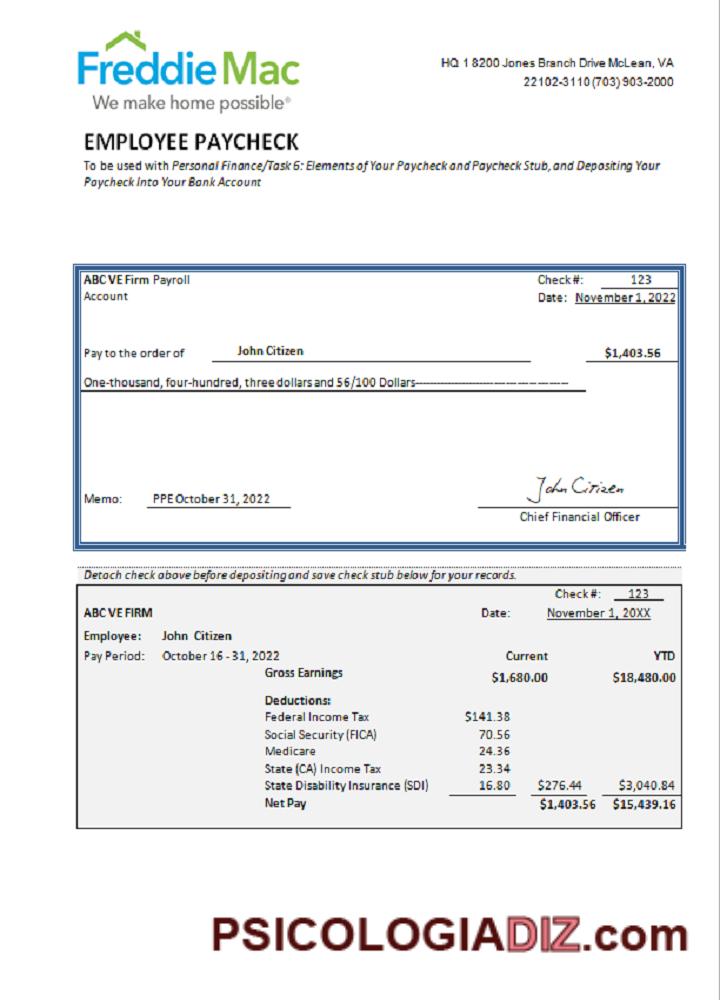 Freddie Mac
We make home possible®
HQ 1 8200 Jones Branch Drive McLean, VA
22102-3110 (703) 903-2000
EMPLOYEE PAYCHECK
To be used with Personal Finance/Task 6: Elements of Your Paycheck and Paycheck Stub, and Depositing Your
Paycheck Into Your Bank Account
ABC VE Firm Payroll Check #: 123
Account Date: November 1, 2022
Pay to the order of John Citizen $1,403.56
One-thousand, four-hundred, three dollars and 56/100 Dollars--------------------------------------
Memo: PPE October 31, 2022 John Citizen
Chief Financial Officer
Detach check above before depositing and save check stub below for your records.
Check #: 123
ABC VE FIRM Date: November 1, 20XX
Employee: John Citizen
Pay Period: October 16 - 31, 2022 Current YTD
Gross Earnings $1,680.00 $18,480.00
Deductions:
Federal Income Tax $141.38
Social Security (FICA) 70.56
Medicare 24.36
State (CA) Income Tax 23.34
State Disability Insurance (SDI) 16.80 $276.44 $3,040.84
Net Pay $1,403.56 $15,439.16
PSICOLOGIADIZ.com